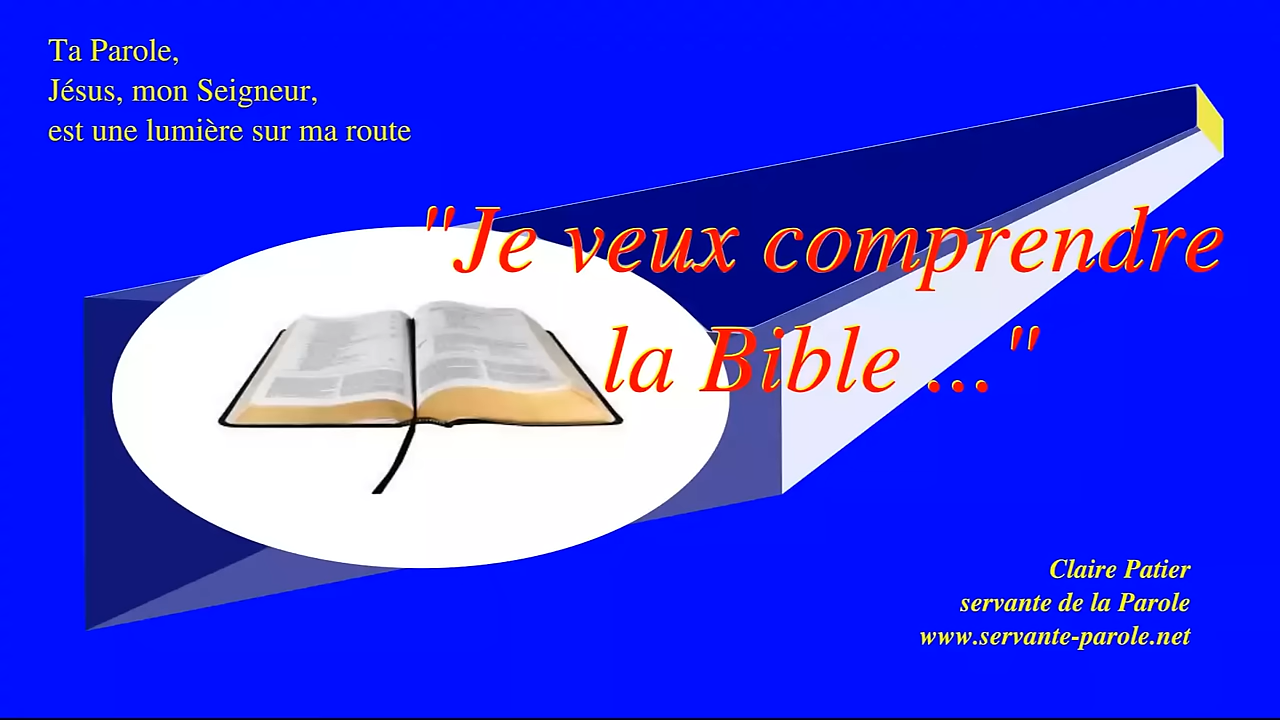 Ta Parole,
Jésus, mon Seigneur,
est une lumière sur ma route
"Je veux comprendre
la Bible ..."
Claire Patier
servante de la Parole
www.servante-parole.net